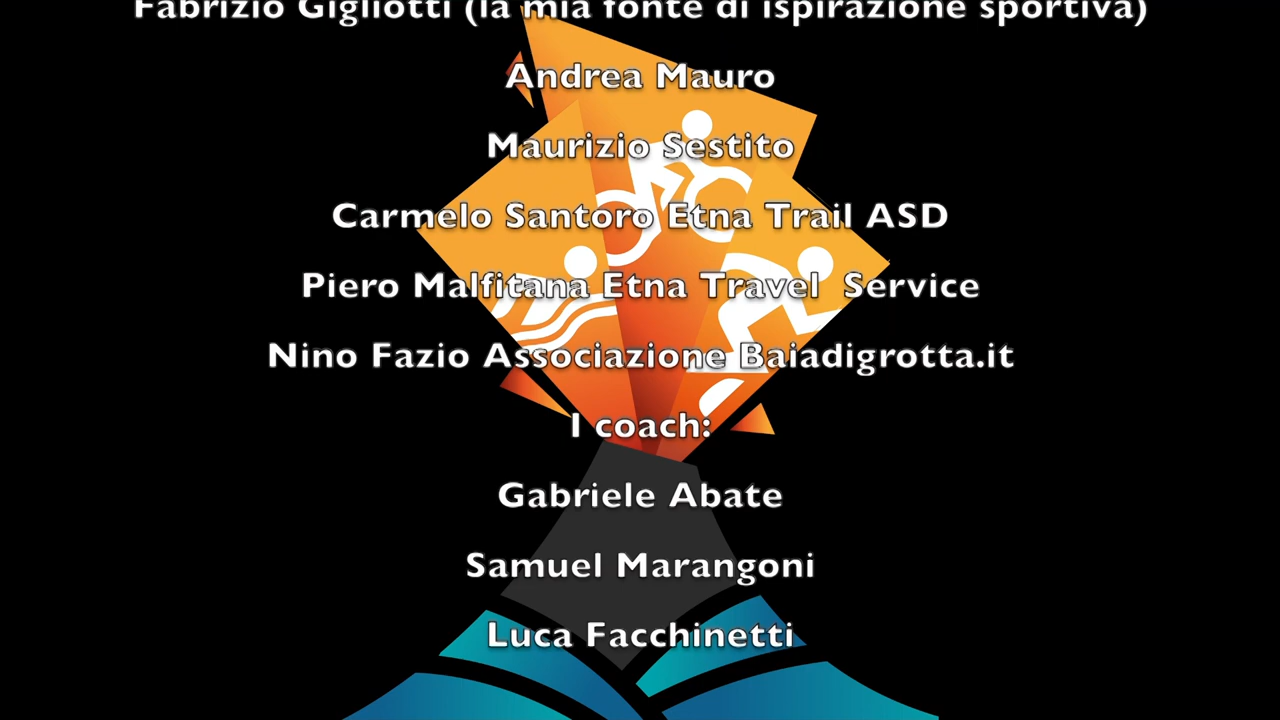 Fabrizio Gigliotti (la mia fonte di ispirazione sportiva)
Andrea Mauro
Maurizio Sestito
Carmelo Santoro Etna Trail ASD
Piero Malfitana Etna Travel  Service
Nino Fazio Associazione Baiadigrotta.it
I coach:
Gabriele Abate
Samuel Marangoni
Luca Facchinetti